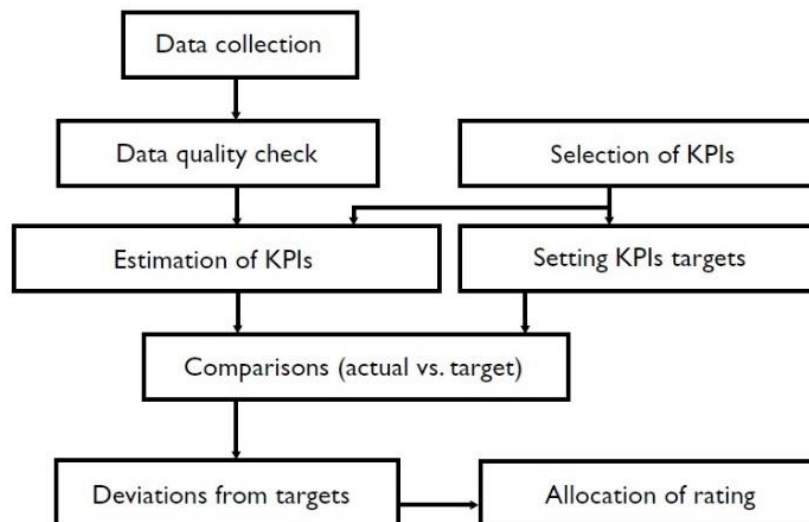 Data collection
Data quality check
Selection of KPIs
Estimation of KPIs
Setting KPIs targets
Comparisons (actual vs. target)
Deviations from targets
Allocation of rating